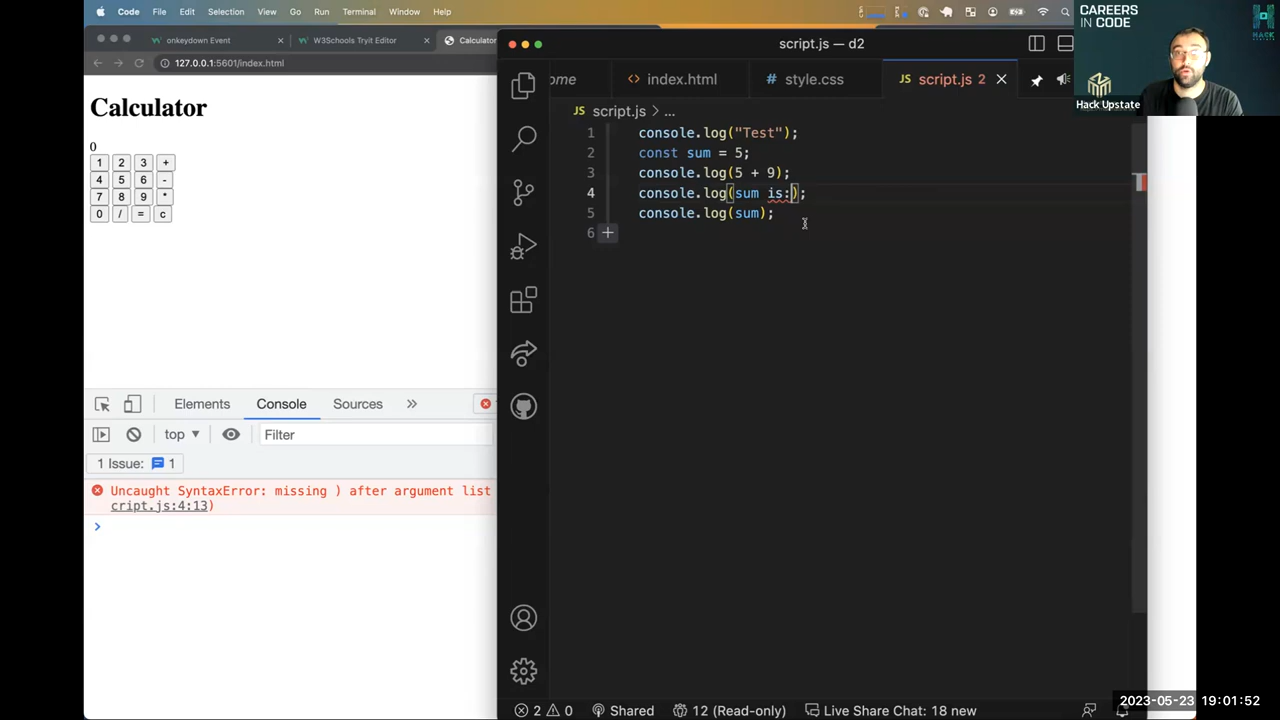 Code File Edit Selection View Go Run Terminal Window Help
CAREERS
IN CODE
HACK
Hack Upstate
onkeydown Event
W3Schools Tryit Editor
Calculator
127.0.0.1:5601/index.html
Calculator
0
1 2 3 +
4 5 6 -
7 8 9 *
0 / = c
Elements Console Sources
top Filter
1 Issue: 1
Uncaught SyntaxError: missing ) after argument list
cript.js:4:13)
script.js — d2
ome
index.html
style.css
script.js 2
JS script.js > ...
1 console.log("Test");
2 const sum = 5;
3 console.log(5 + 9);
4 console.log(sum is:);
5 console.log(sum);
6
2 0 Shared 12 (Read-only) Live Share Chat: 18 new
2023-05-23 19:01:52